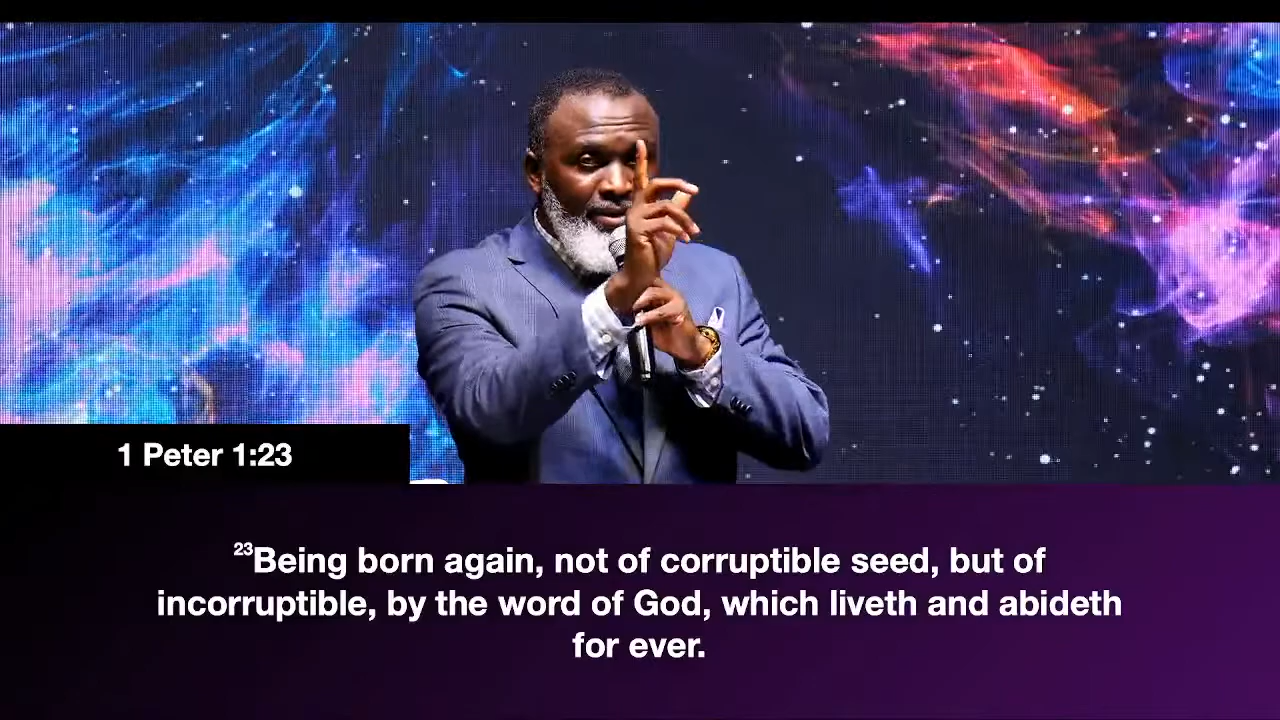 1 Peter 1:23
23Being born again, not of corruptible seed, but of
incorruptible, by the word of God, which liveth and abideth
for ever.